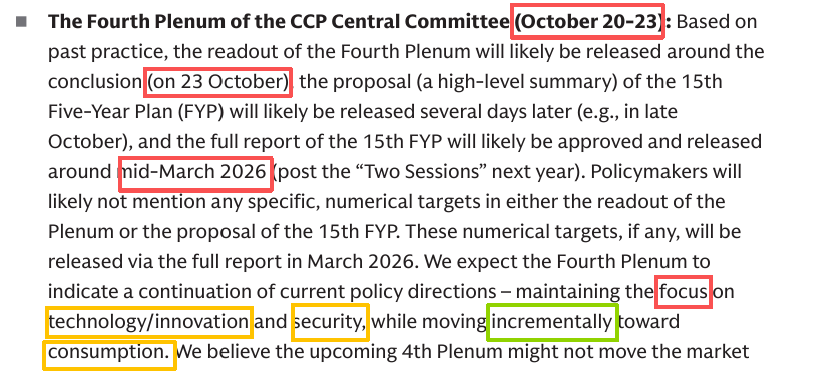 ■ The Fourth Plenum of the CCP Central Committee (October 20-23): Based on
past practice, the readout of the Fourth Plenum will likely be released around the
conclusion (on 23 October), the proposal (a high-level summary) of the 15th
Five-Year Plan (FYP) will likely be released several days later (e.g., in late
October), and the full report of the 15th FYP will likely be approved and released
around mid-March 2026 (post the “Two Sessions” next year). Policymakers will
likely not mention any specific, numerical targets in either the readout of the
Plenum or the proposal of the 15th FYP. These numerical targets, if any, will be
released via the full report in March 2026. We expect the Fourth Plenum to
indicate a continuation of current policy directions – maintaining the focus on
technology/innovation and security, while moving incrementally toward
consumption. We believe the upcoming 4th Plenum might not move the market